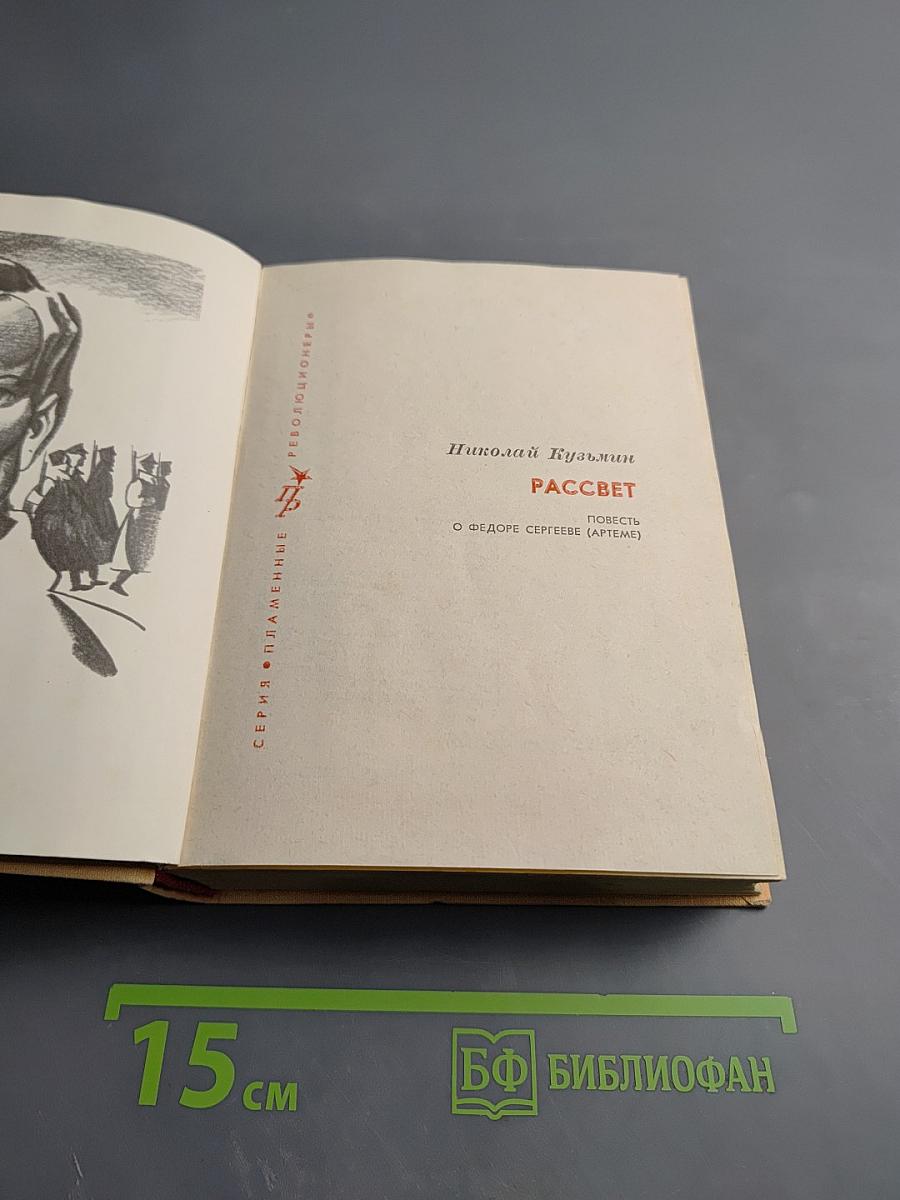 СЕРИЯ • ПЛАМЕННЫЕ ПР РЕВОЛЮЦИОНЕРЫ •
Николай Кузьмин
РАССВЕТ
ПОВЕСТЬ
О ФЕДОРЕ СЕРГЕЕВЕ (АРТЕМЕ)
15 см
БФ БИБЛИОФАН